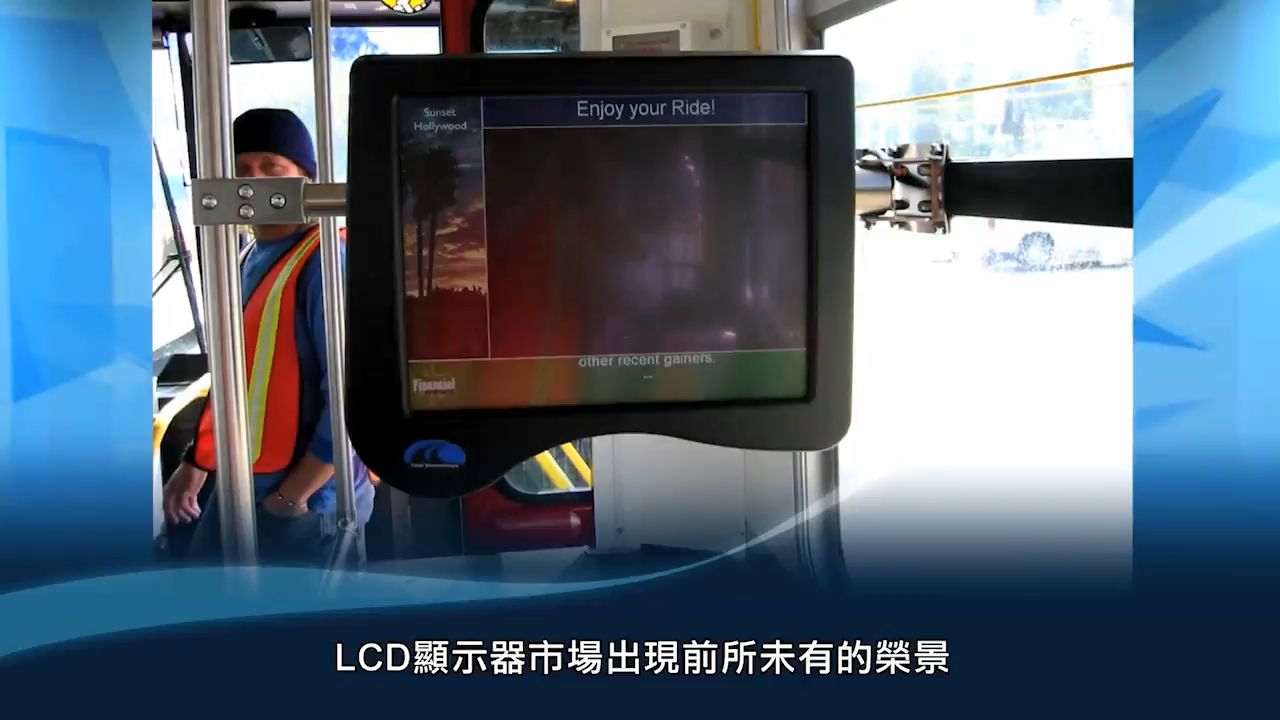 Sunset
Hollywood
Enjoy your Ride!
other recent gainers.
Financial
LCD顯示器市場出現前所未有的榮景